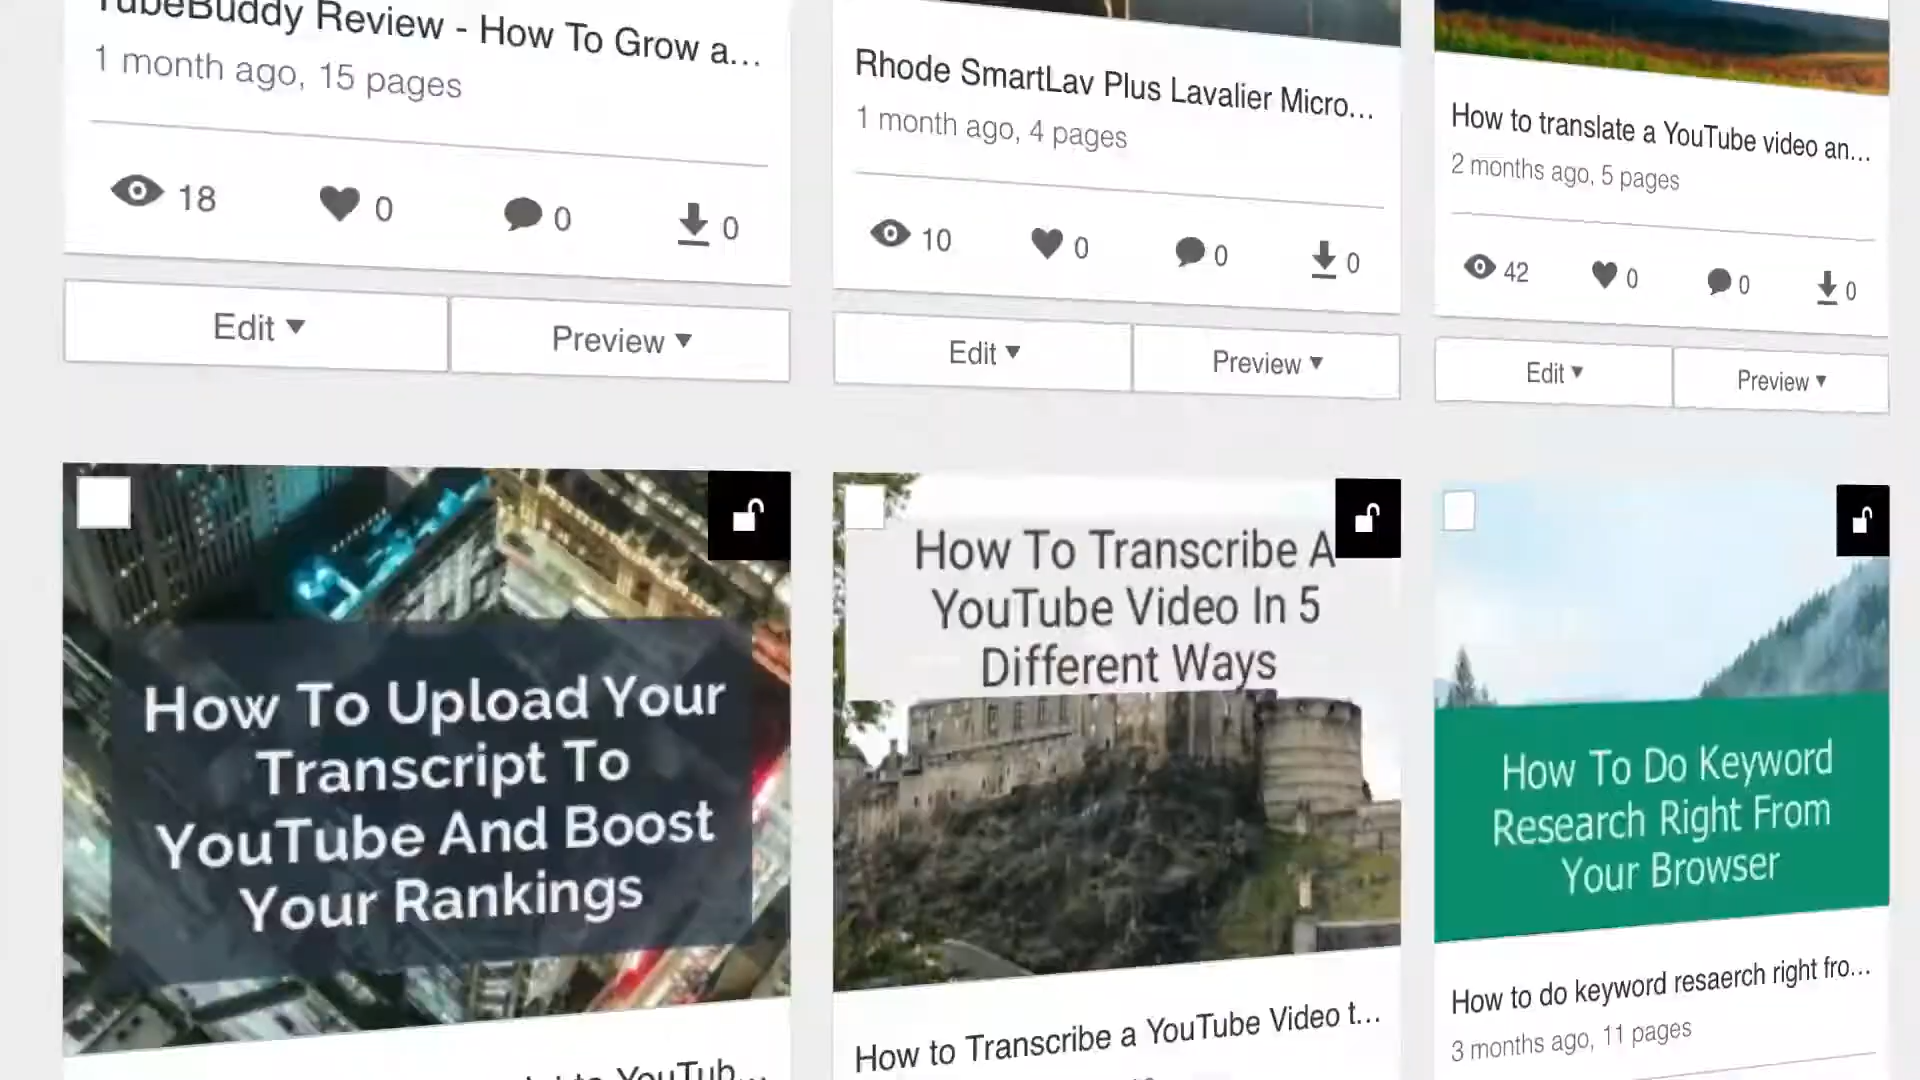 TubeBuddy Review - How To Grow a...
1 month ago, 15 pages
18
0
0
0
Edit
Preview
Rhode SmartLav Plus Lavalier Micro...
1 month ago, 4 pages
10
0
0
0
Edit
Preview
How to translate a YouTube video an...
2 months ago, 5 pages
42
0
0
0
Edit
Preview
How To Upload Your
Transcript To
YouTube And Boost
Your Rankings
How To Transcribe A
YouTube Video In 5
Different Ways
How to Transcribe a YouTube Video t...
How To Do Keyword
Research Right From
Your Browser
How to do keyword resaerch right fro...
3 months ago, 11 pages